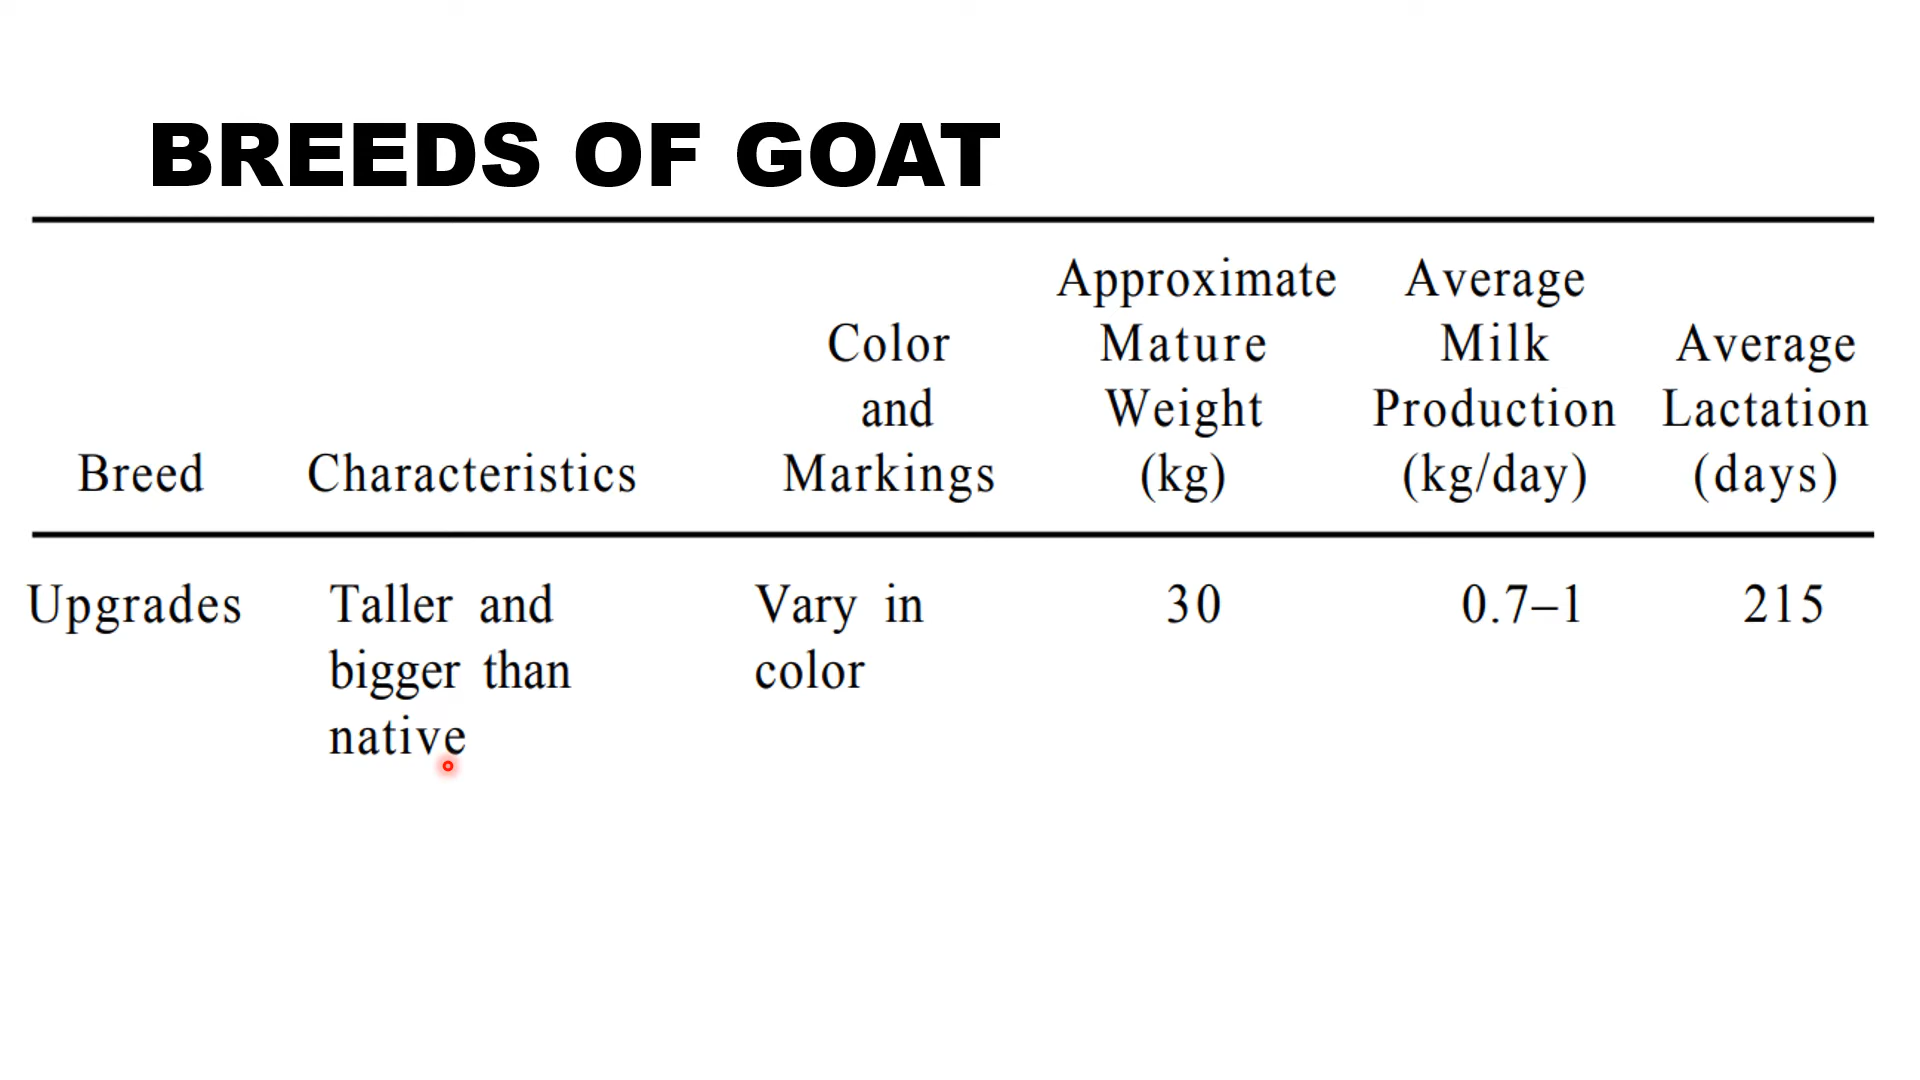 BREEDS OF GOAT
Approximate Average
Color Mature Milk Average
and Weight Production Lactation
Breed Characteristics Markings (kg) (kg/day) (days)
Upgrades Taller and Vary in 30 0.7–1 215
bigger than color
native